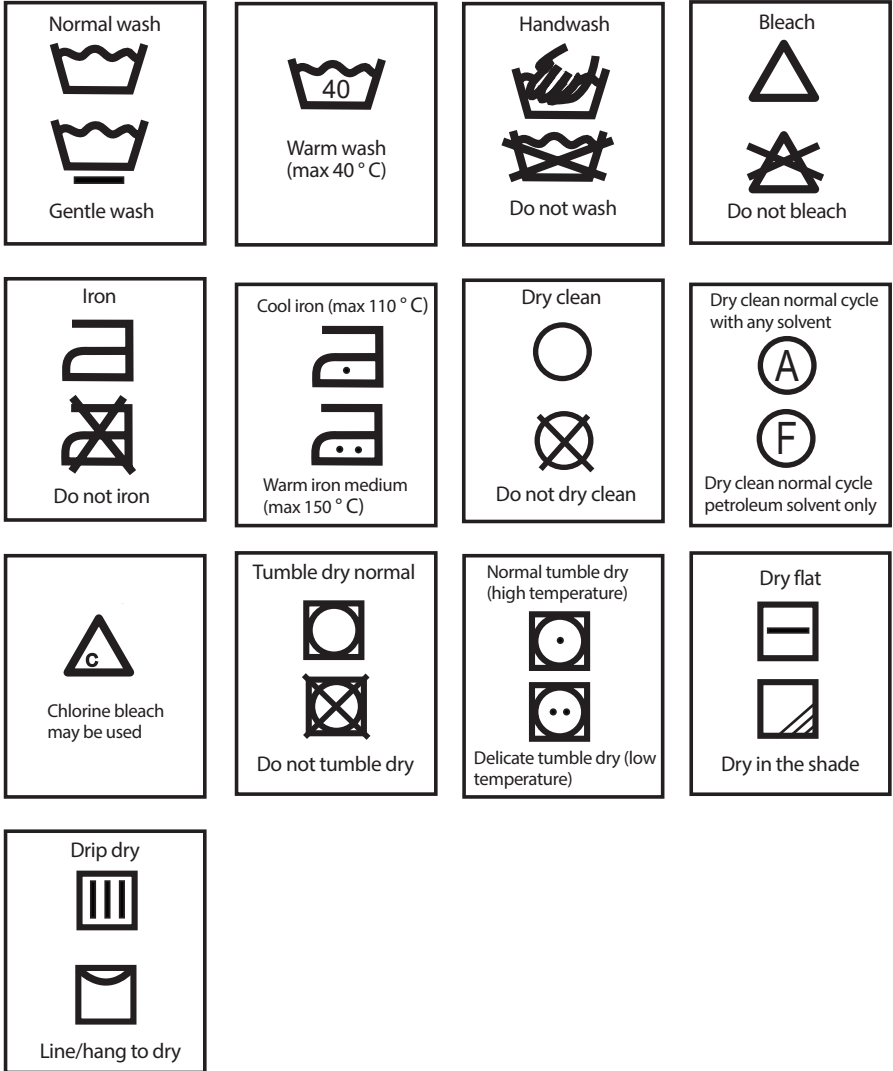 Normal wash
Gentle wash
40
Warm wash
(max 40 ° C)
Handwash
Do not wash
Bleach
Do not bleach
Iron
Do not iron
Cool iron (max 110 ° C)
Warm iron medium
(max 150 ° C)
Dry clean
Do not dry clean
Dry clean normal cycle
with any solvent
A
F
Dry clean normal cycle
petroleum solvent only
C
Chlorine bleach
may be used
Tumble dry normal
Do not tumble dry
Normal tumble dry
(high temperature)
Delicate tumble dry (low
temperature)
Dry flat
Dry in the shade
Drip dry
Line/hang to dry